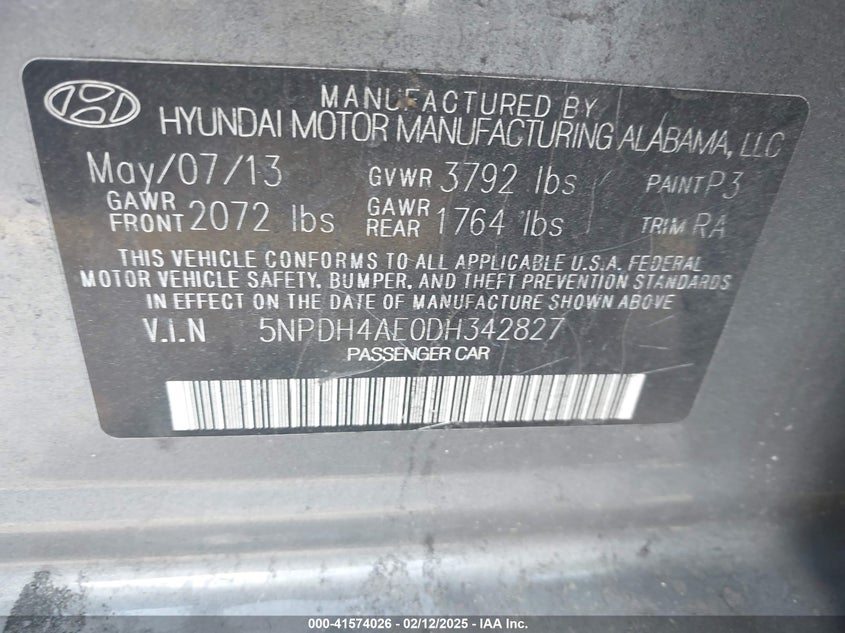 MANUFACTURED BY
HYUNDAI MOTOR MANUFACTURING ALABAMA, LLC
May/07/13 GVWR 3792 lbs PAINT P3
GAWR FRONT 2072 lbs GAWR REAR 1764 lbs TRIM RA
THIS VEHICLE CONFORMS TO ALL APPLICABLE U.S.A. FEDERAL
MOTOR VEHICLE SAFETY, BUMPER, AND THEFT PREVENTION STANDARDS
IN EFFECT ON THE DATE OF MANUFACTURE SHOWN ABOVE
V.I.N 5NPDH4AE0DH342827
PASSENGER CAR
000-41574026 - 02/12/2025 - IAA Inc.